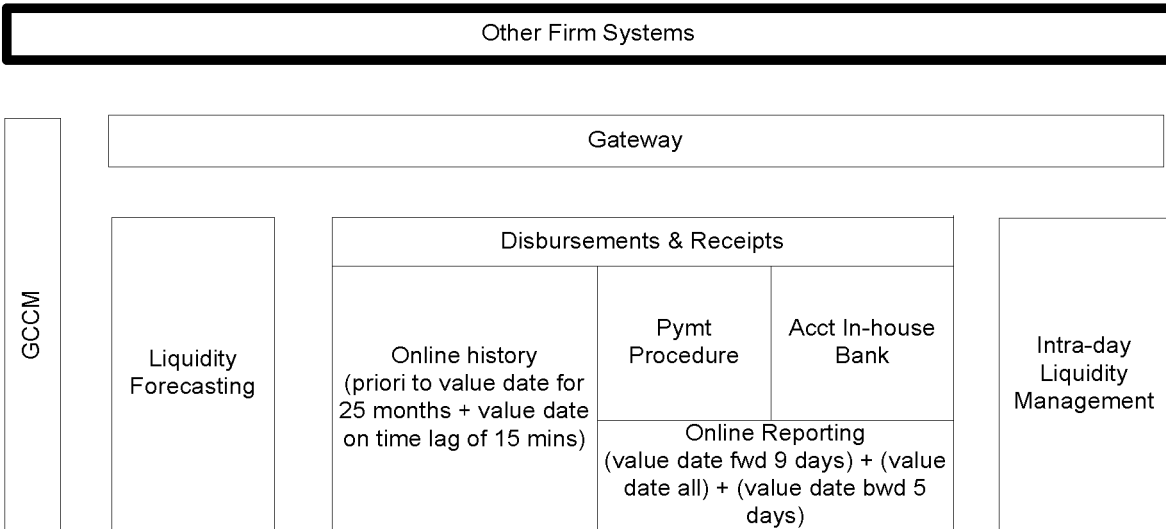 Other Firm Systems
Gateway
GCCM
Liquidity
Forecasting
Disbursements & Receipts
Online history
(priori to value date for
25 months + value date
on time lag of 15 mins)
Pymt
Procedure
Acct In-house
Bank
Online Reporting
(value date fwd 9 days) + (value
date all) + (value date bwd 5
days)
Intra-day
Liquidity
Management